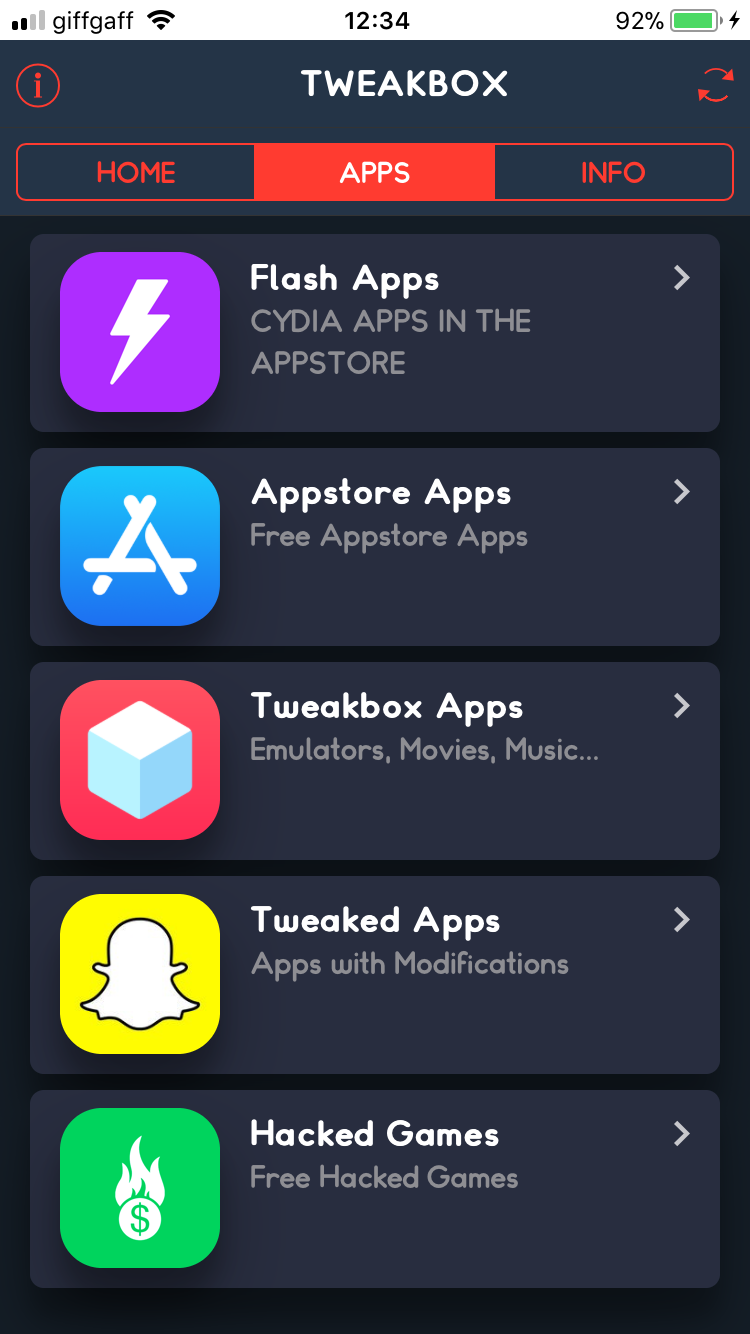 giffgaff 12:34 92%
TWEAKBOX
HOME APPS INFO
Flash Apps
CYDIA APPS IN THE
APPSTORE
Appstore Apps
Free Appstore Apps
Tweakbox Apps
Emulators, Movies, Music...
Tweaked Apps
Apps with Modifications
Hacked Games
Free Hacked Games
$